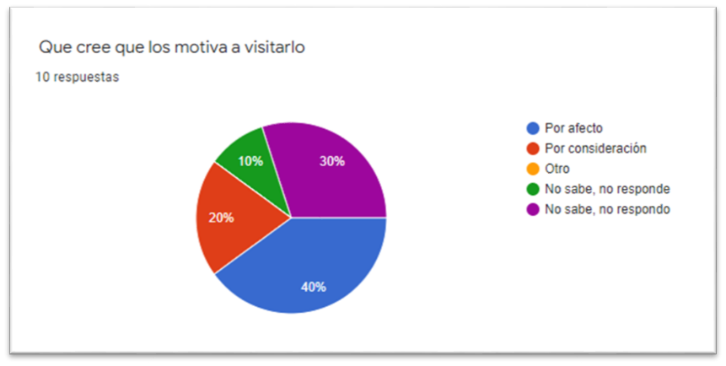 Que cree que los motiva a visitarlo
10 respuestas
10%
30%
20%
40%
Por afecto
Por consideración
Otro
No sabe, no responde
No sabe, no respondo